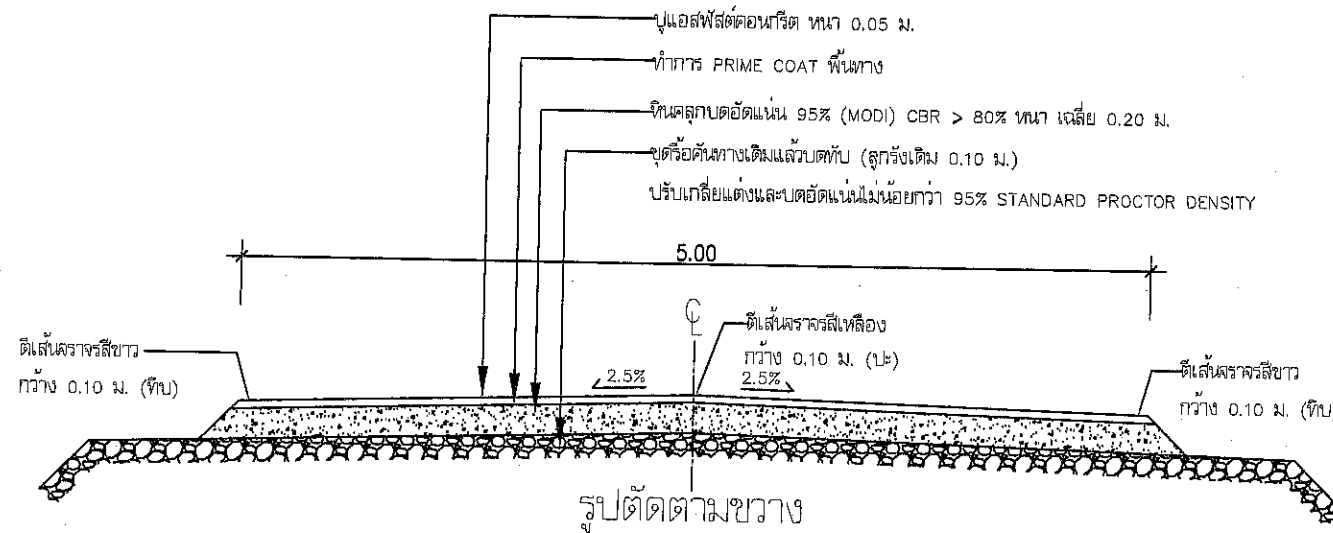 ปูแอสฟัสต์คอนกรีต หนา 0.05 ม.
ทำการ PRIME COAT พื้นทาง
หินคลุกบดอัดแน่น 95% (MODI) CBR > 80% หนา เฉลี่ย 0.20 ม.
ขุดรื้อคันทางเดิมแล้วบดทับ (ลูกรังเดิม 0.10 ม.)
ปรับเกลี่ยแต่งและบดอัดแน่นไม่น้อยกว่า 95% STANDARD PROCTOR DENSITY
5.00
℄
ตีเส้นจราจรสีเหลือง
กว้าง 0.10 ม. (ปะ)
ตีเส้นจราจรสีขาว
กว้าง 0.10 ม. (ทึบ)
2.5%
2.5%
ตีเส้นจราจรสีขาว
กว้าง 0.10 ม. (ทึบ)
รูปตัดตามขวาง